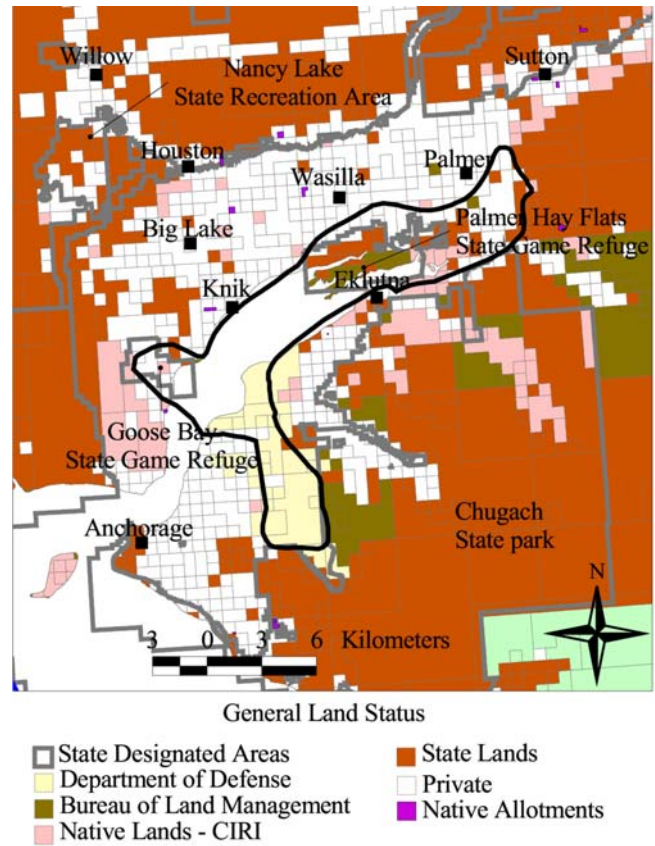 Willow
Sutton
Nancy Lake
State Recreation Area
Houston
Palmer
Wasilla
Palmer Hay Flats
State Game Refuge
Big Lake
Eklutna
Knik
Goose Bay
State Game Refuge
Chugach
State park
Anchorage
N
3 0 3 6 Kilometers
General Land Status
State Designated Areas
Department of Defense
Bureau of Land Management
Native Lands - CIRI
State Lands
Private
Native Allotments